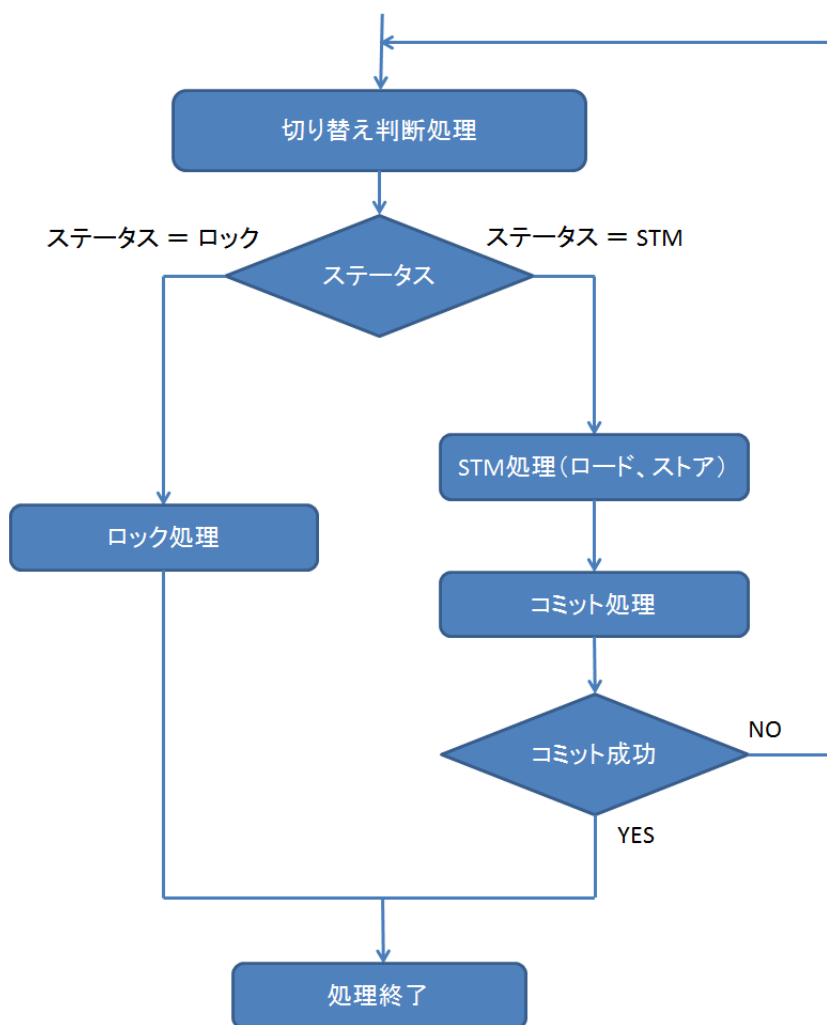 切り替え判断処理
ステータス = ロック
ステータス = STM
ステータス
STM処理(ロード、ストア)
ロック処理
コミット処理
コミット成功
NO
YES
処理終了